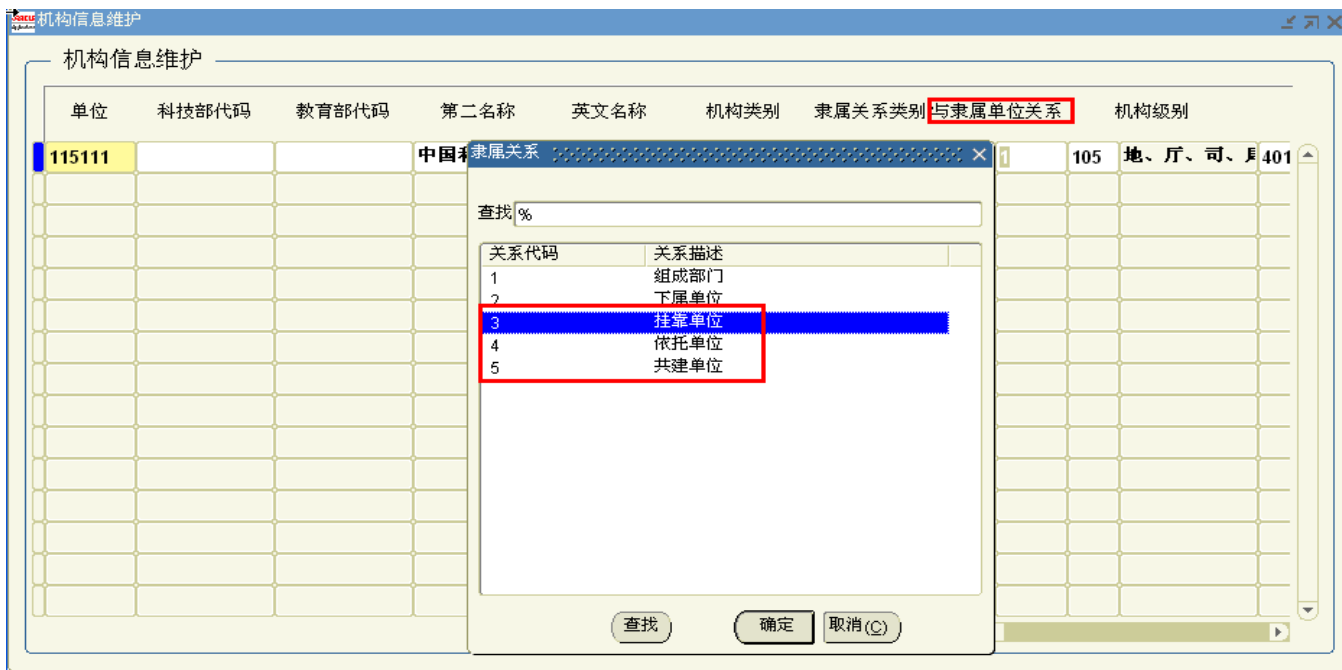 机构信息维护
机构信息维护
单位 科技部代码 教育部代码 第二名称 英文名称 机构类别 隶属关系类别 与隶属单位关系 机构级别
115111 中国 1 105 地、厅、司、 401
隶属关系
查找 %
关系代码 关系描述
1 组成部门
2 下属单位
3 挂靠单位
4 依托单位
5 共建单位
查找 确定 取消(C)